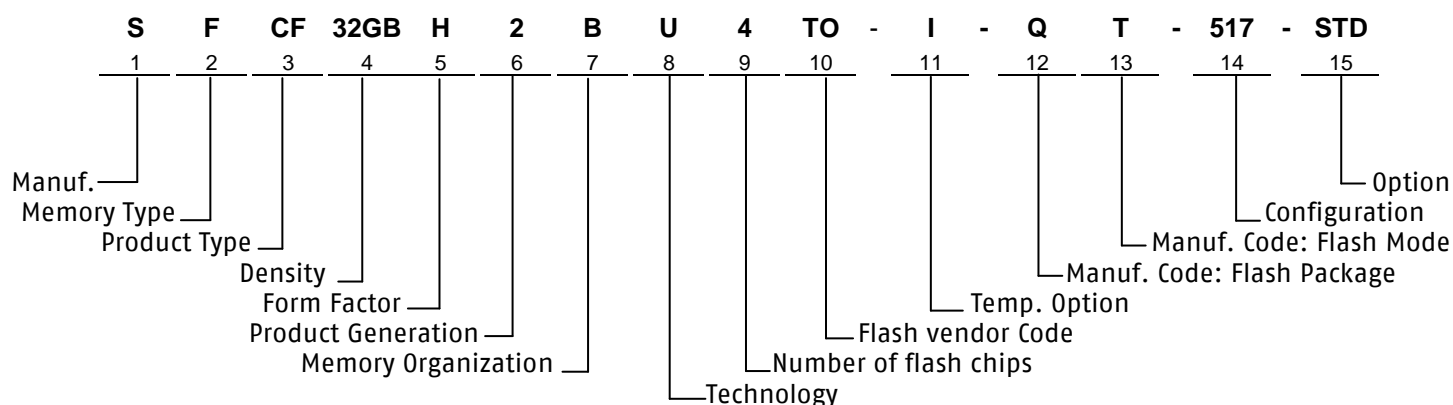 S F CF 32GB H 2 B U 4 TO - I - Q T - 517 - STD
1 2 3 4 5 6 7 8 9 10 11 12 13 14 15
Manuf. Option
Memory Type Configuration
Product Type Manuf. Code: Flash Mode
Density Manuf. Code: Flash Package
Form Factor Temp. Option
Product Generation Flash vendor Code
Memory Organization Number of flash chips
Technology